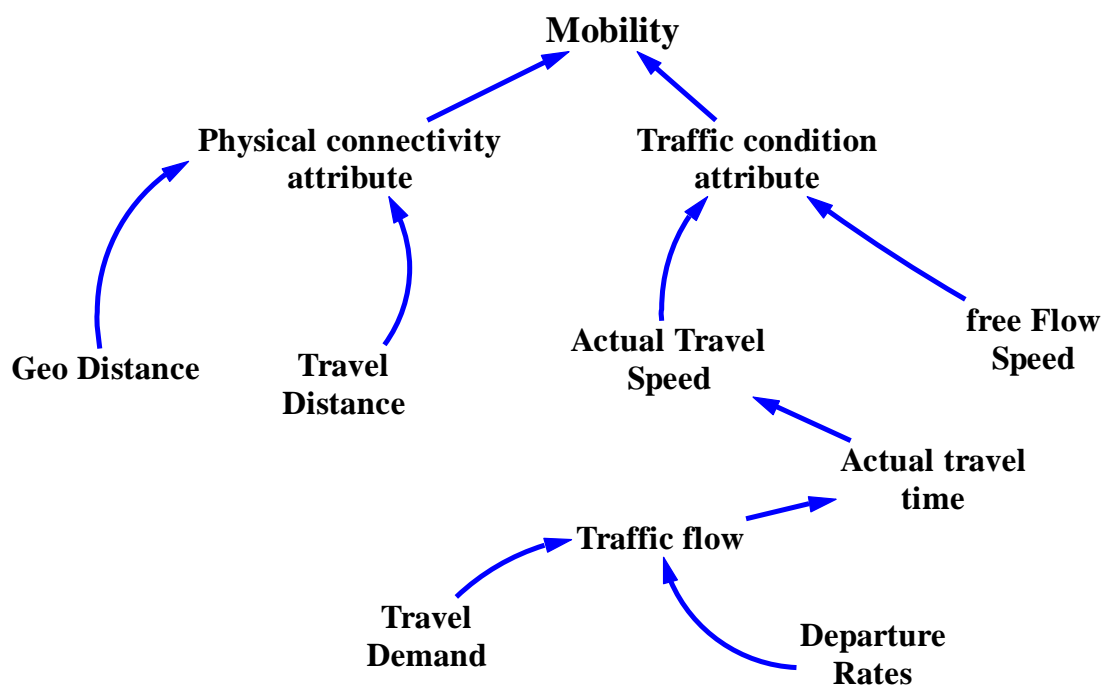 Mobility
Physical connectivity
attribute
Traffic condition
attribute
Geo Distance
Travel
Distance
Actual Travel
Speed
free Flow
Speed
Actual travel
time
Traffic flow
Travel
Demand
Departure
Rates